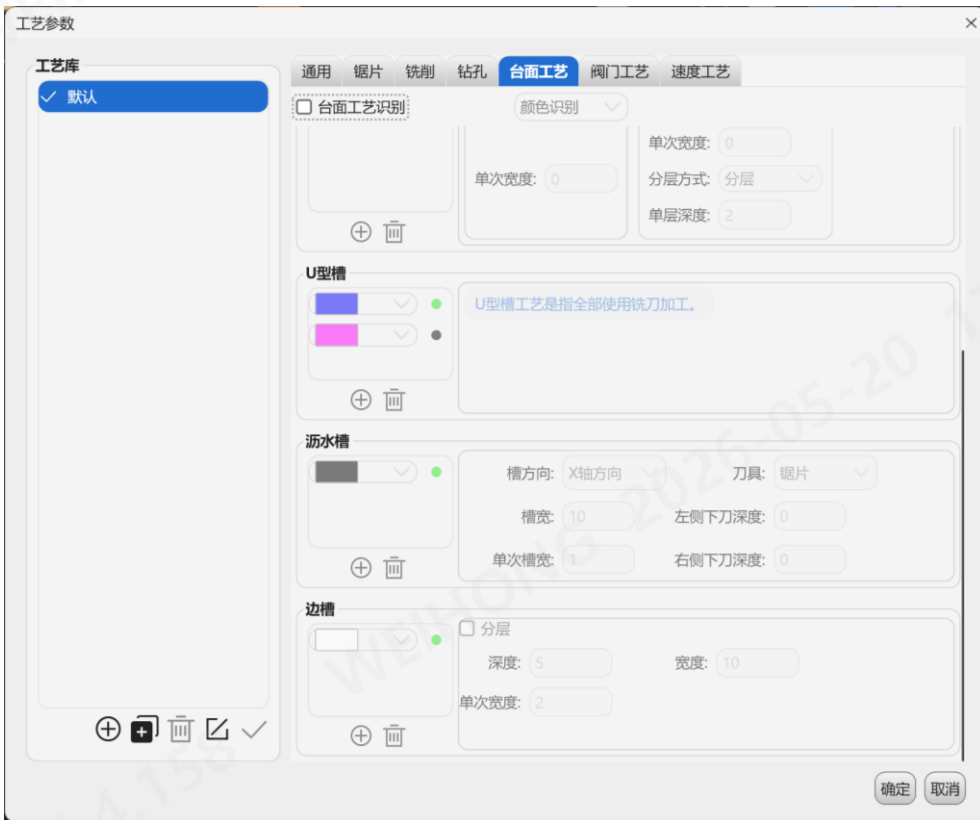 工艺参数
工艺库
默认
通用 锯片 铣削 钻孔 台面工艺 阀门工艺 速度工艺
台面工艺识别 颜色识别
单次宽度: 0
单次宽度: 0
分层方式: 分层
单层深度: 2
U型槽
U型槽工艺是指全部使用铣刀加工。
沥水槽
槽方向: X轴方向 刀具: 锯片
槽宽: 10 左侧下刀深度: 0
单次槽宽: 1 右侧下刀深度: 0
边槽
分层
深度: 5 宽度: 10
单次宽度: 2
确定 取消
WEIHONG 2026-05-20
4.158